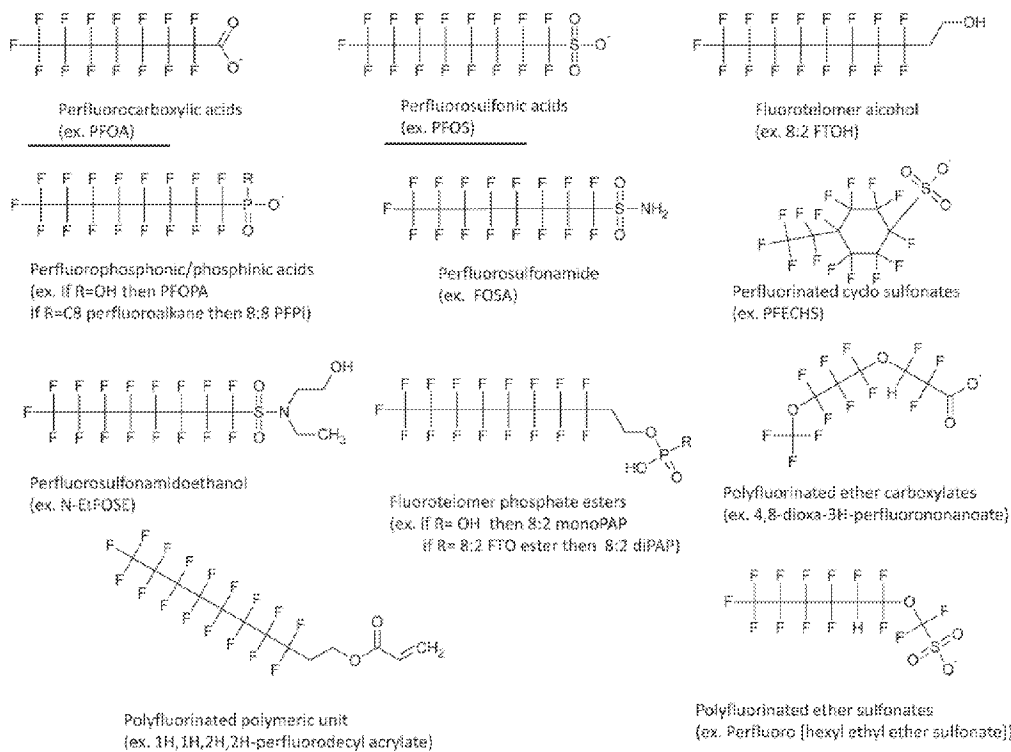 Perfluorocarboxylic acids
(ex. PFOA)
Perfluorosulfonic acids
(ex. PFOS)
Fluorotelomer alcohol
(ex. 8:2 FTOH)
Perfluorophosphonic/phosphinic acids
(ex. if R=OH then PFOPA
if R=C8 perfluoroalkane then 8:8 PFPi)
Perfluorosulfonamide
(ex. FOSA)
Perfluorinated cyclo sulfonates
(ex. PFECHS)
Perfluorosulfonamidoethanol
(ex. N-EtFOSE)
Fluorotelomer phosphate esters
(ex. if R= OH then 8:2 monoPAP
if R= 8:2 FTO ester then 8:2 diPAP)
Polyfluorinated ether carboxylates
(ex. 4,8-dioxa-3H-perfluorononanoate)
Polyfluorinated polymeric unit
(ex. 1H,1H,2H,2H-perfluorodecyl acrylate)
Polyfluorinated ether sulfonates
(ex. Perfluoro [hexyl ethyl ether sulfonate])